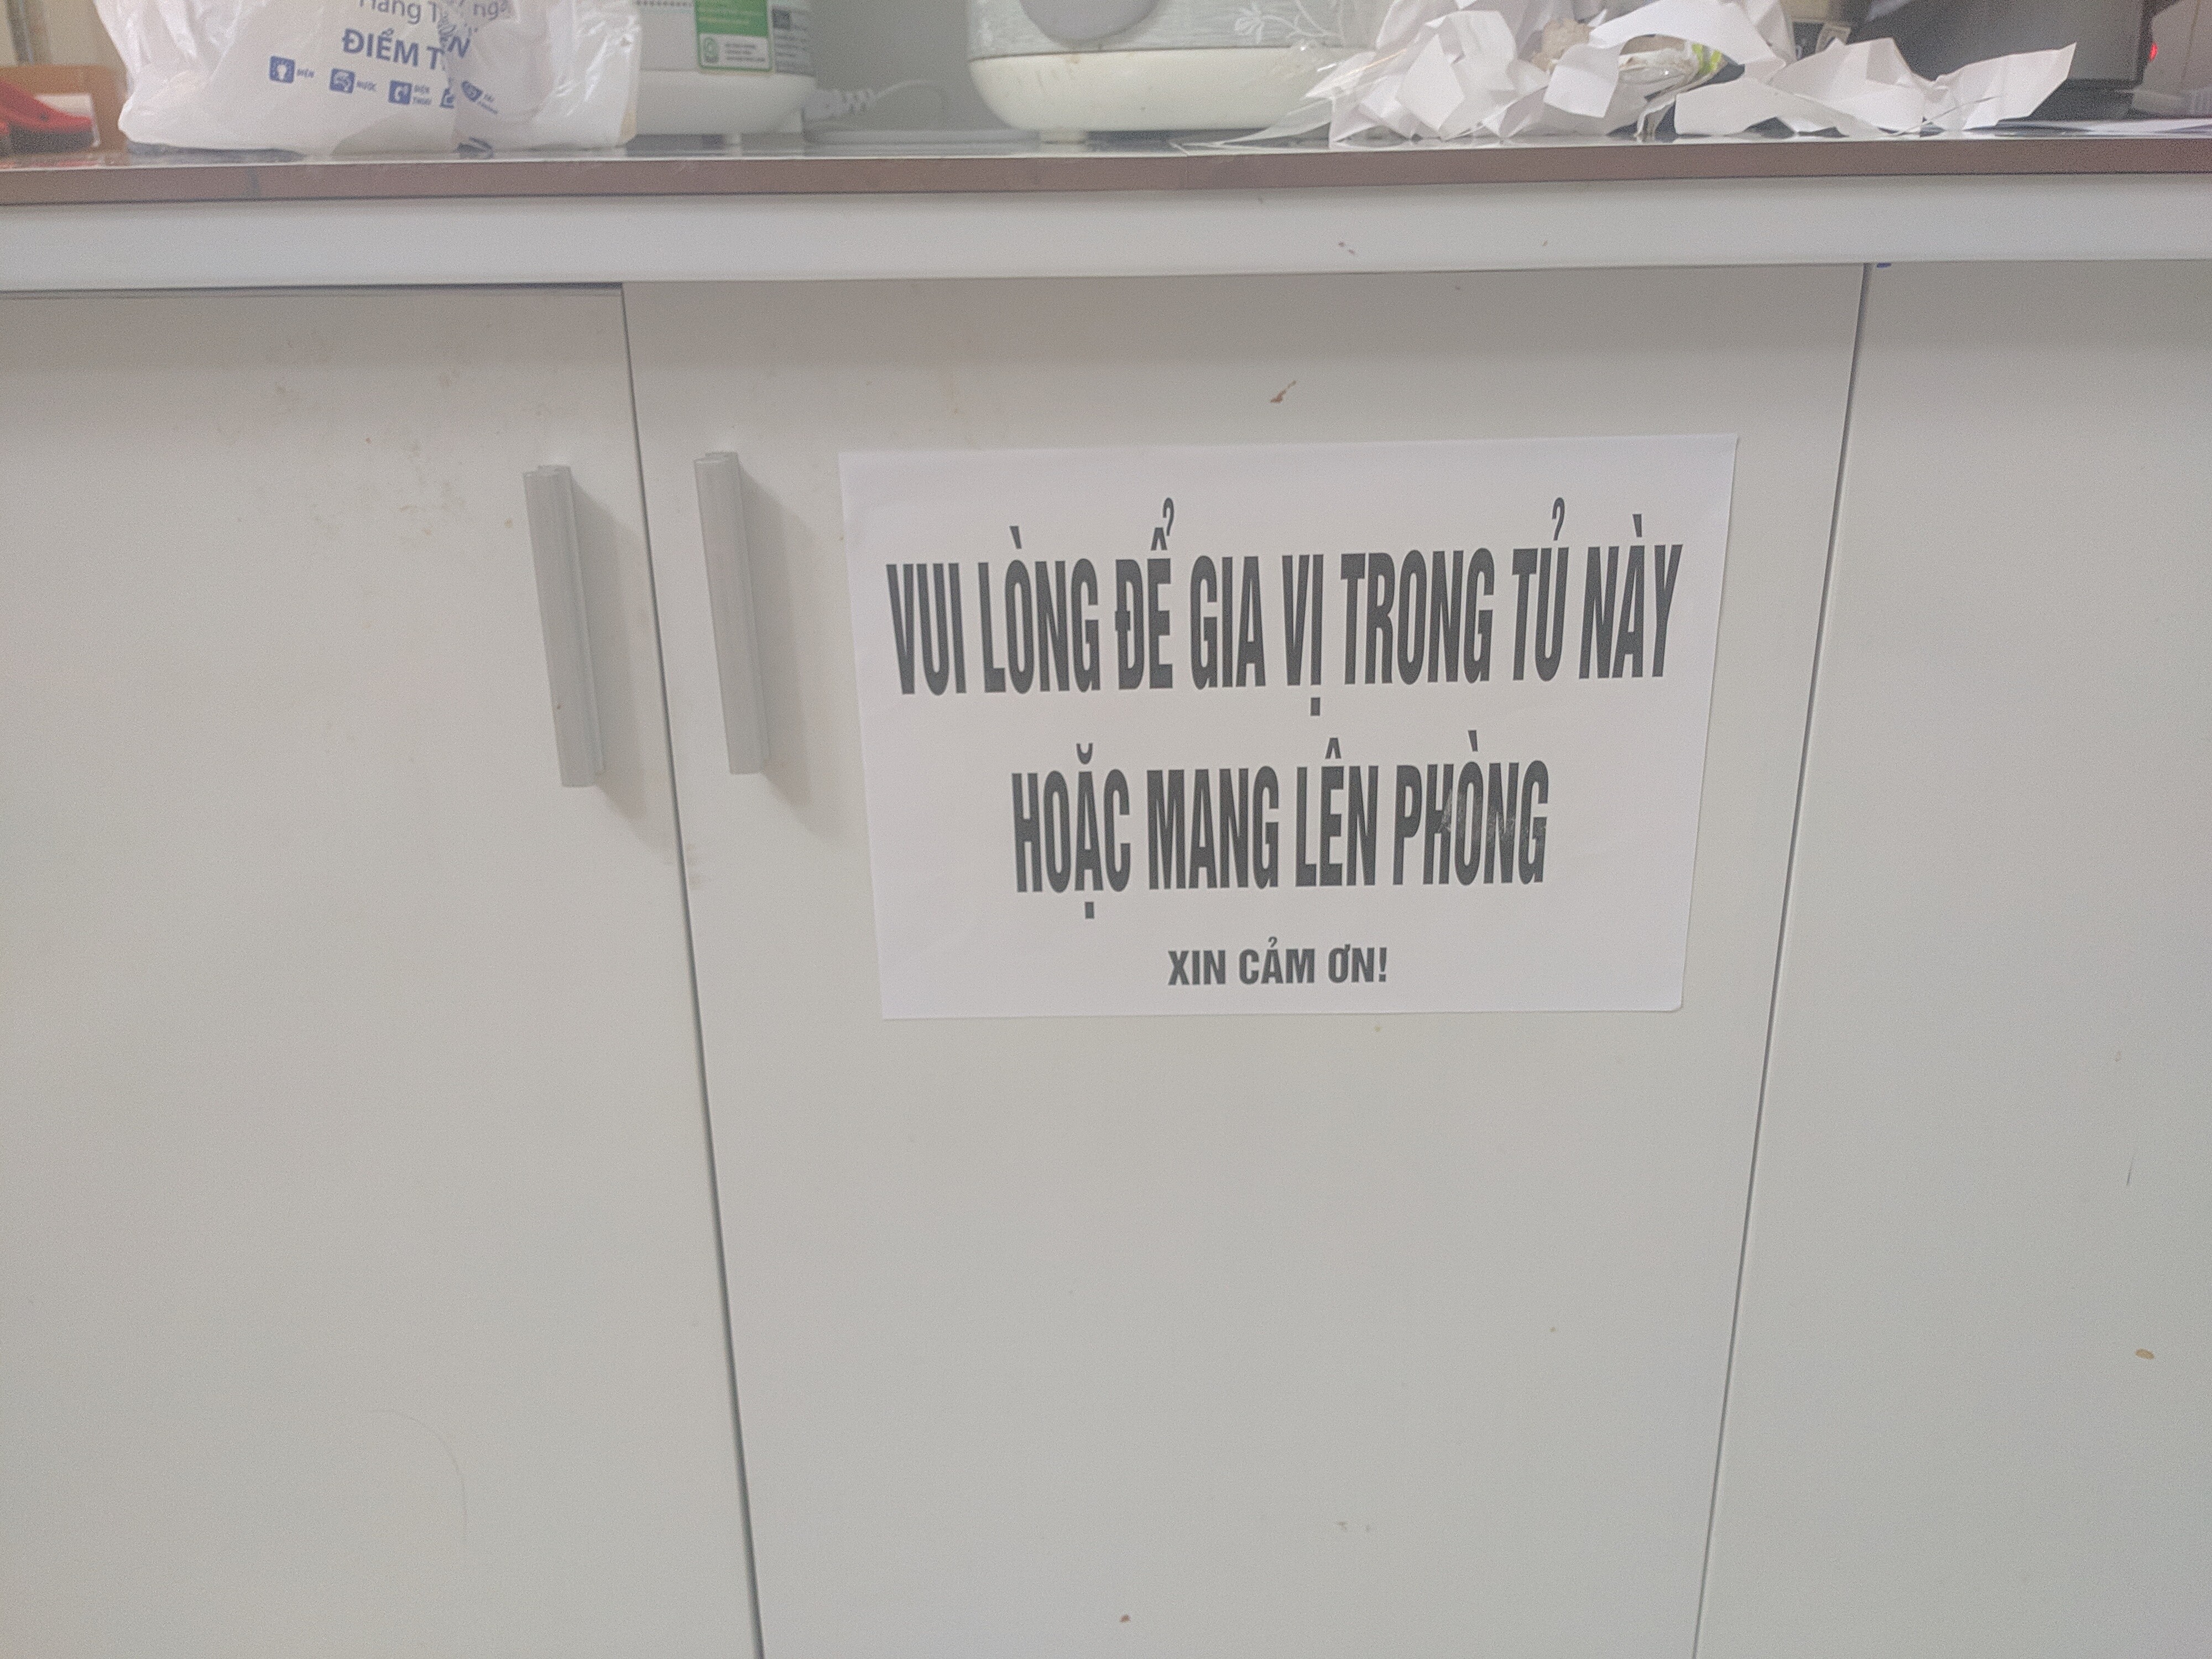 ĐIỂM
VUI LÒNG ĐỂ GIA VỊ TRONG TỦ NÀY
HOẶC MANG LÊN PHÒNG
XIN CẢM ƠN!